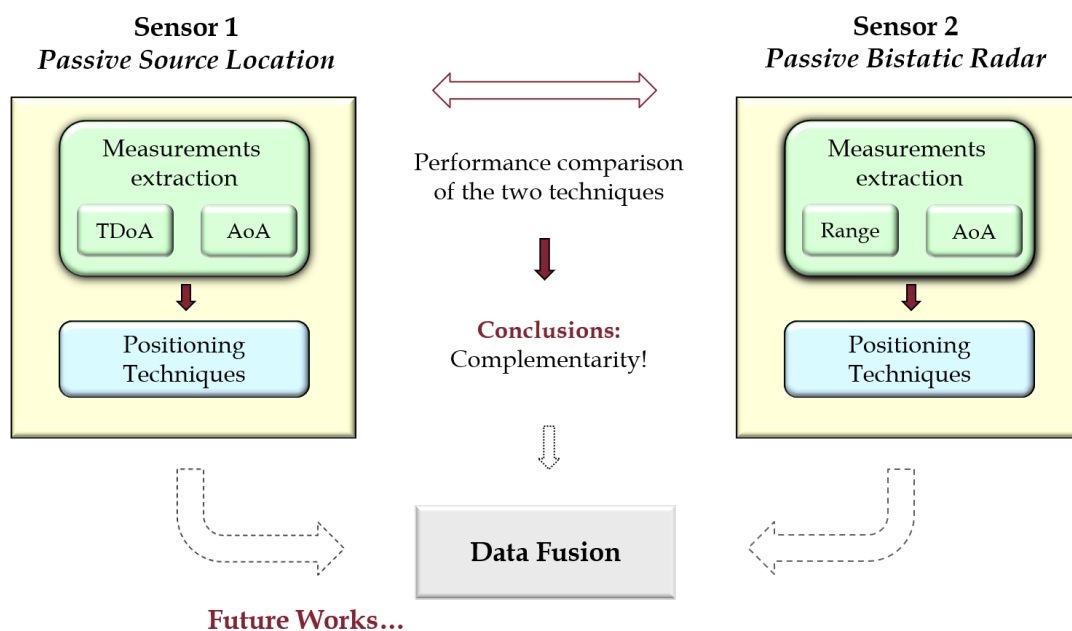 Sensor 1
Passive Source Location
Measurements
extraction
TDoA
AoA
Positioning
Techniques
Performance comparison
of the two techniques
Conclusions:
Complementarity!
Sensor 2
Passive Bistatic Radar
Measurements
extraction
Range
AoA
Positioning
Techniques
Data Fusion
Future Works…